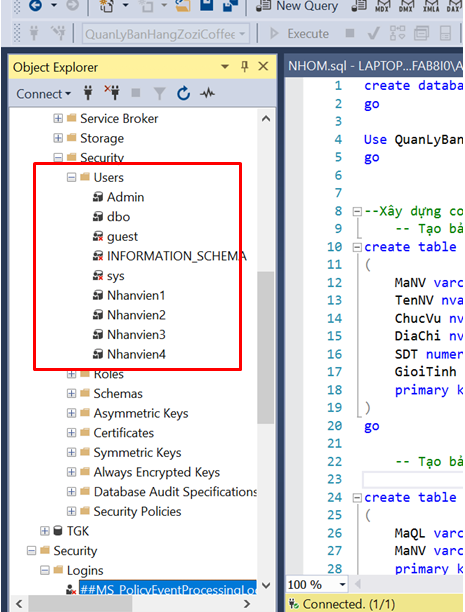 New Query
MDX
DMX
XMLA
QuanLyBanHangZoziCoffee
Execute
Object Explorer
Connect
Service Broker
Storage
Security
Users
Admin
dbo
guest
INFORMATION_SCHEMA
sys
Nhanvien1
Nhanvien2
Nhanvien3
Nhanvien4
Roles
Schemas
Asymmetric Keys
Certificates
Symmetric Keys
Always Encrypted Keys
Database Audit Specifications
Security Policies
TGK
Security
Logins
##MS_PolicyEventProcessingLo
NHOM.sql - LAPTOP...FAB8I0\A
1 create databa
2 go
3
4 Use QuanLyBan
5 go
6
7
8 --Xây dựng cơ
9 -- Tạo bả
10 create table
11 (
12 MaNV varc
13 TenNV nva
14 ChucVu nv
15 DiaChi nv
16 SDT numer
17 GioiTinh
18 primary k
19 )
20 go
21
22 -- Tạo bả
23
24 create table
25 (
26 MaQL varc
27 MaNV varc
28 primary k
100 %
Connected. (1/1)